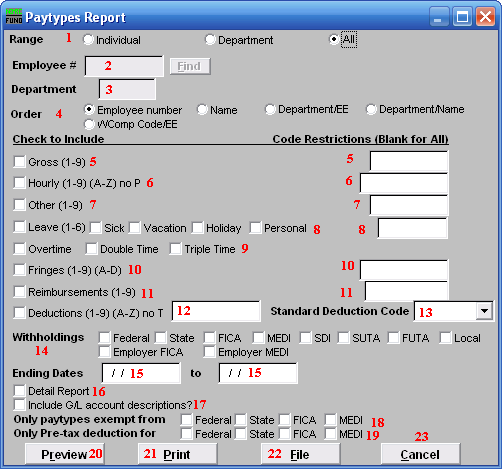 FUND Paytypes Report
Range 1 Individual Department All
Employee # 2 Find
Department 3
Order 4 Employee number Name Department/EE Department/Name
WComp Code/EE
Check to Include Code Restrictions (Blank for All)
Gross (1-9) 5 5
Hourly (1-9) (A-Z) no P 6 6
Other (1-9) 7 7
Leave (1-6) Sick Vacation Holiday Personal 8 8
Overtime Double Time Triple Time 9
Fringes (1-9) (A-D) 10 10
Reimbursements (1-9) 11 11
Deductions (1-9) (A-Z) no T 12 Standard Deduction Code 13
Withholdings Federal State FICA MEDI SDI SUTA FUTA Local
14 Employer FICA Employer MEDI
Ending Dates / / 15 to / / 15
Detail Report 16
Include G/L account descriptions? 17
Only paytypes exempt from Federal State FICA MEDI 18
Only Pre-tax deduction for Federal State FICA MEDI 19 23
Preview 20 21 Print 22 File Cancel